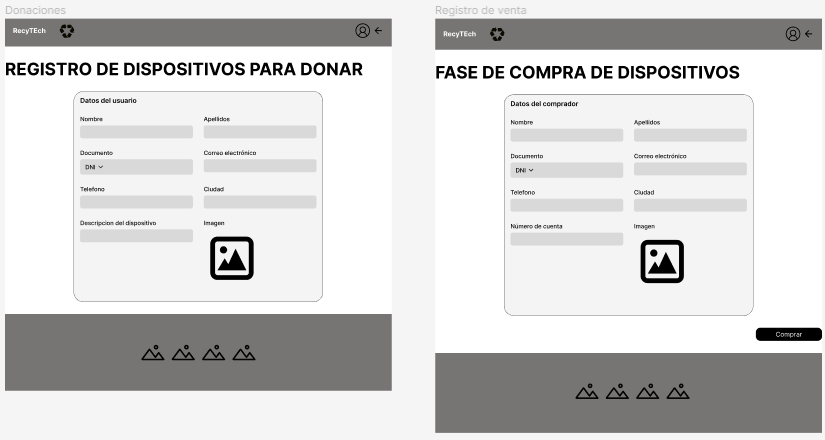 Donaciones
RecyTEch
REGISTRO DE DISPOSITIVOS PARA DONAR
Datos del usuario
Nombre
Apellidos
Documento
Correo electrónico
DNI
Telefono
Ciudad
Descripcion del dispositivo
Imagen
Registro de venta
RecyTEch
FASE DE COMPRA DE DISPOSITIVOS
Datos del comprador
Nombre
Apellidos
Documento
Correo electrónico
DNI
Telefono
Ciudad
Número de cuenta
Imagen
Comprar